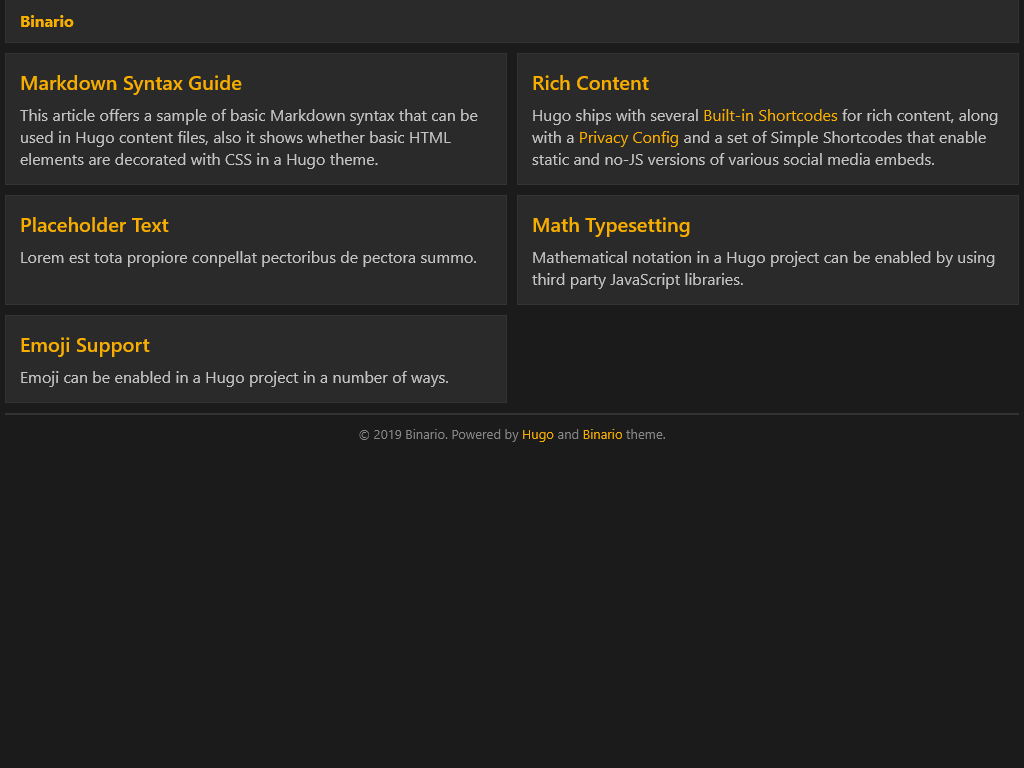 Binario
Markdown Syntax Guide
This article offers a sample of basic Markdown syntax that can be
used in Hugo content files, also it shows whether basic HTML
elements are decorated with CSS in a Hugo theme.
Rich Content
Hugo ships with several Built-in Shortcodes for rich content, along
with a Privacy Config and a set of Simple Shortcodes that enable
static and no-JS versions of various social media embeds.
Placeholder Text
Lorem est tota propiore conpellat pectoribus de pectora summo.
Math Typesetting
Mathematical notation in a Hugo project can be enabled by using
third party JavaScript libraries.
Emoji Support
Emoji can be enabled in a Hugo project in a number of ways.
© 2019 Binario. Powered by Hugo and Binario theme.